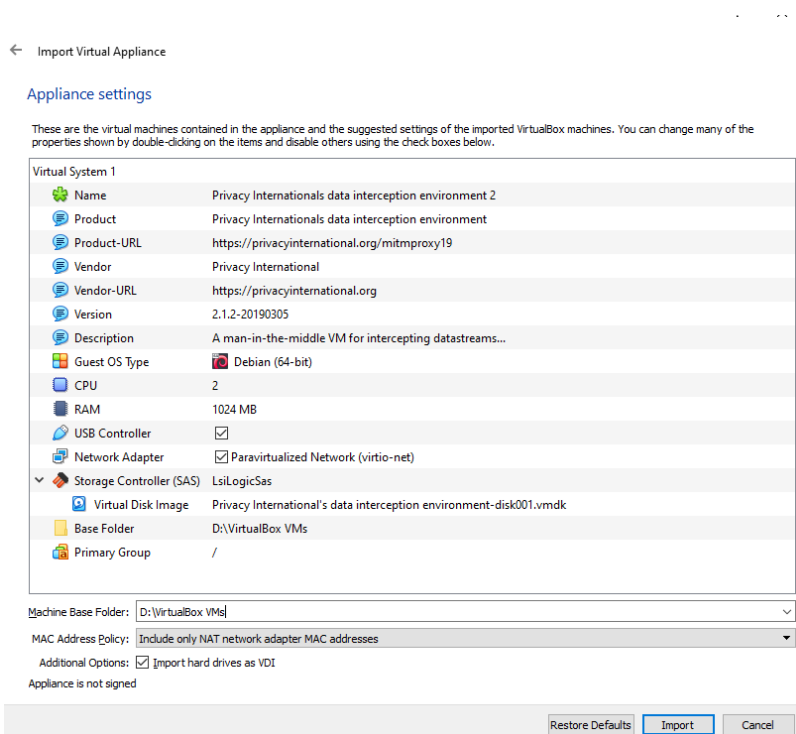 Import Virtual Appliance
Appliance settings
These are the virtual machines contained in the appliance and the suggested settings of the imported VirtualBox machines. You can change many of the
properties shown by double-clicking on the items and disable others using the check boxes below.
Virtual System 1
Name Privacy Internationals data interception environment 2
Product Privacy Internationals data interception environment
Product-URL https://privacyinternational.org/mitmproxy19
Vendor Privacy International
Vendor-URL https://privacyinternational.org
Version 2.1.2-20190305
Description A man-in-the-middle VM for intercepting datastreams...
Guest OS Type Debian (64-bit)
CPU 2
RAM 1024 MB
USB Controller
Network Adapter Paravirtualized Network (virtio-net)
Storage Controller (SAS) LsiLogicSas
Virtual Disk Image Privacy International's data interception environment-disk001.vmdk
Base Folder D:\VirtualBox VMs
Primary Group /
Machine Base Folder: D:\VirtualBox VMs
MAC Address Policy: Include only NAT network adapter MAC addresses
Additional Options: Import hard drives as VDI
Appliance is not signed
Restore Defaults Import Cancel